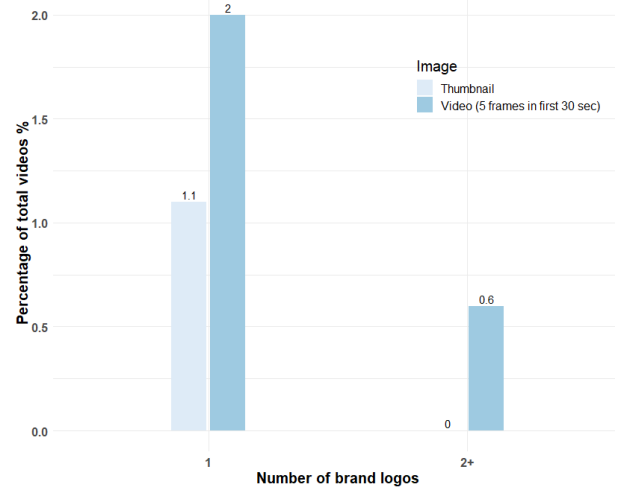 2.0
1.5
1.0
0.5
0.0
Percentage of total videos %
2
1.1
0.6
0
Image
Thumbnail
Video (5 frames in first 30 sec)
1
2+
Number of brand logos